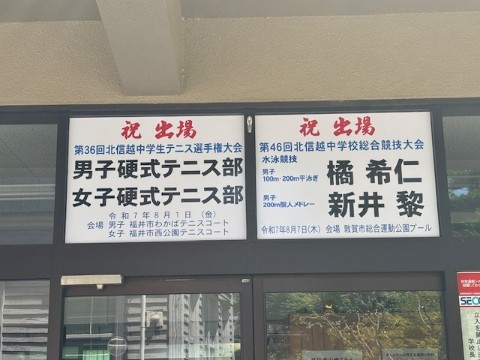 祝 出場
第36回北信越中学生テニス選手権大会
男子硬式テニス部
女子硬式テニス部
令和7年8月1日 (金)
会場 男子 福井市わかばテニスコート
女子 福井市西公園テニスコート
祝 出場
第46回北信越中学校総合競技大会
水泳競技
男子
100m・200m平泳ぎ
橘 希仁
男子
200m個人メドレー
新井 黎
令和7年8月7日(木) 会場 敦賀市総合運動公園プール
SECO
学校長